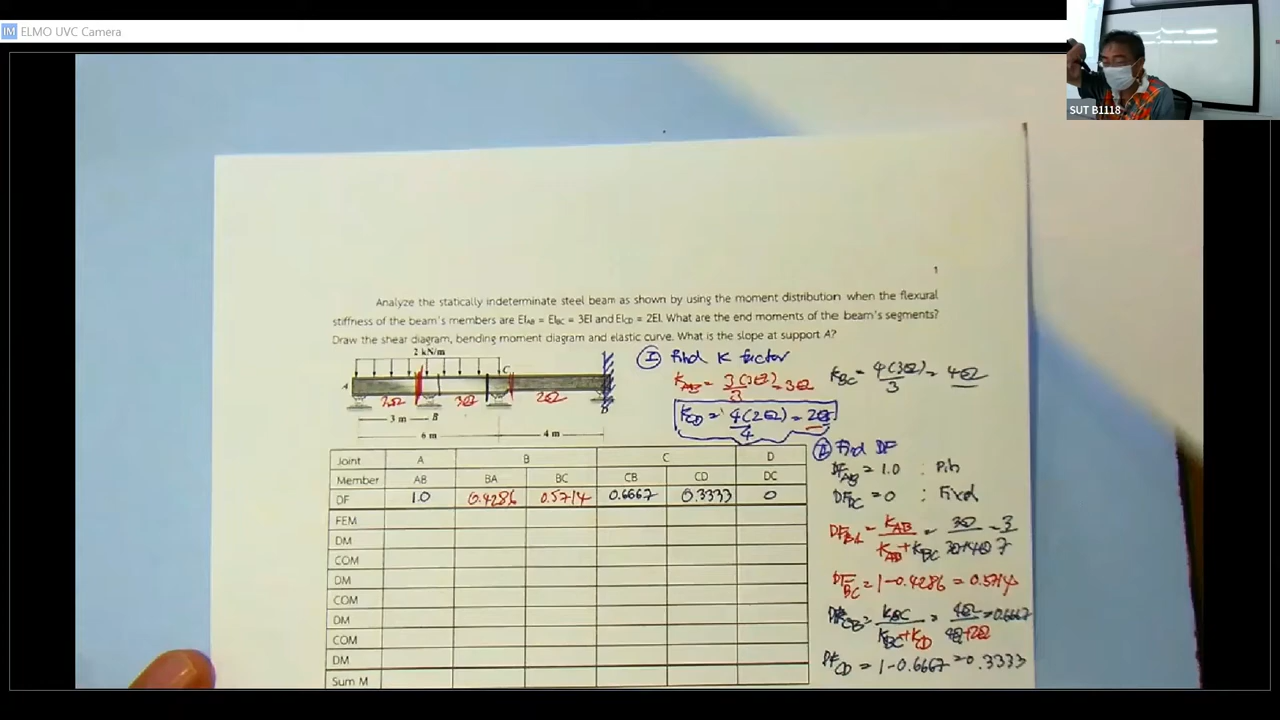 IM ELMO UVC Camera
SUT B1118
1
Analyze the statically indeterminate steel beam as shown by using the moment distribution when the flexural
stiffness of the beam's members are EI_AB = EI_BC = 3EI and EI_CD = 2EI. What are the end moments of the beam's segments?
Draw the shear diagram, bending moment diagram and elastic curve. What is the slope at support A?
2 kN/m
A
C
B
D
3EI
2EI
3 m
6 m
4 m
I Find K factor
K_AB = 3(3EI)/3 = 3EI
K_BC = 4(3EI)/3 = 4EI
K_CD = 4(2EI)/4 = 2EI
II Find DF
DF_AB = 1.0 : Pin
DF_DC = 0 : Fixed
DF_BA = K_AB/(K_AB+K_BC) = 3EI/(3EI+4EI) = 3/7
DF_BC = 1-0.4286 = 0.5714
DF_CB = K_BC/(K_BC+K_CD) = 4EI/(4EI+2EI) = 0.6667
DF_CD = 1-0.6667 = 0.3333
Joint A B C D
Member AB BA BC CB CD DC
DF 1.0 0.4286 0.5714 0.6667 0.3333 0
FEM
DM
COM
DM
COM
DM
COM
DM
Sum M